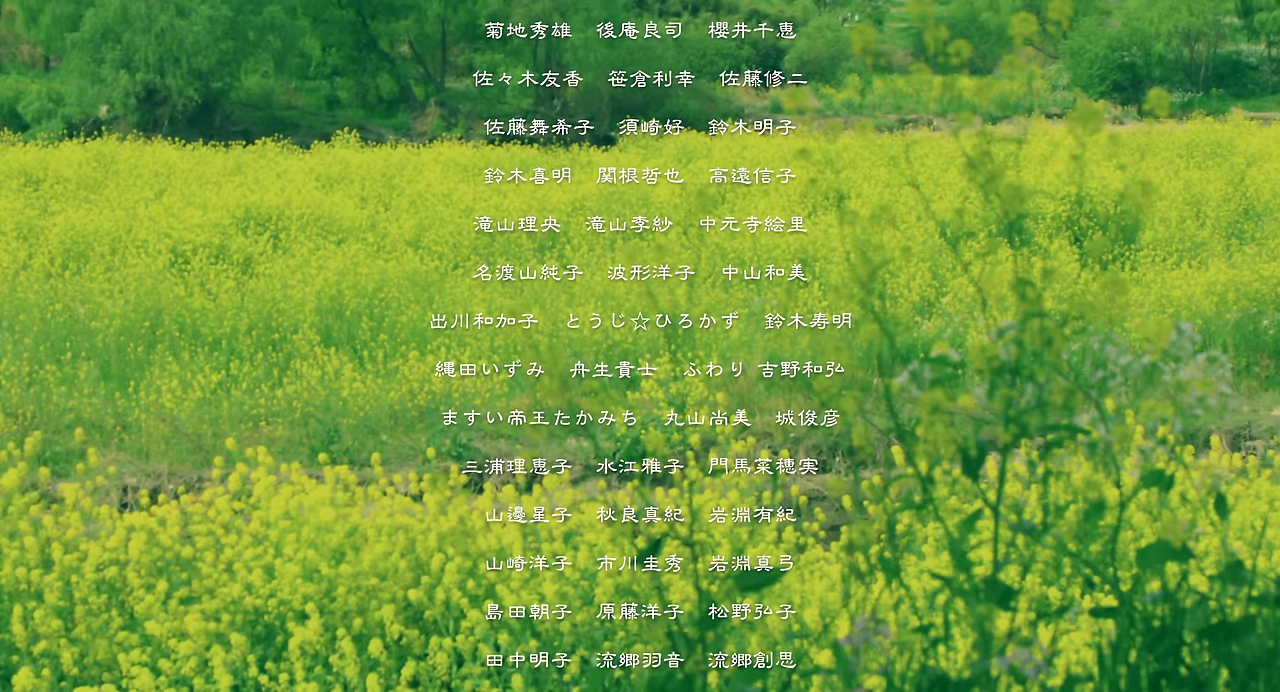 菊地秀雄　後庵良司　櫻井千恵
佐々木友香　笹倉利幸　佐藤修二
佐藤舞希子　須崎好　鈴木明子
鈴木喜明　関根哲也　高遠信子
滝山理央　滝山李紗　中元寺絵里
名渡山純子　波形洋子　中山和美
出川和加子　とうじ☆ひろかず　鈴木寿明
縄田いずみ　舟生貴士　ふわり 吉野和弘
ますい帝王たかみち　丸山尚美　城俊彦
三浦理恵子　水江雅子　門馬菜穂実
山邊星子　秋良真紀　岩淵有紀
山崎洋子　市川圭秀　岩淵真弓
島田朝子　原藤洋子　松野弘子
田中明子　流郷羽音　流郷創思